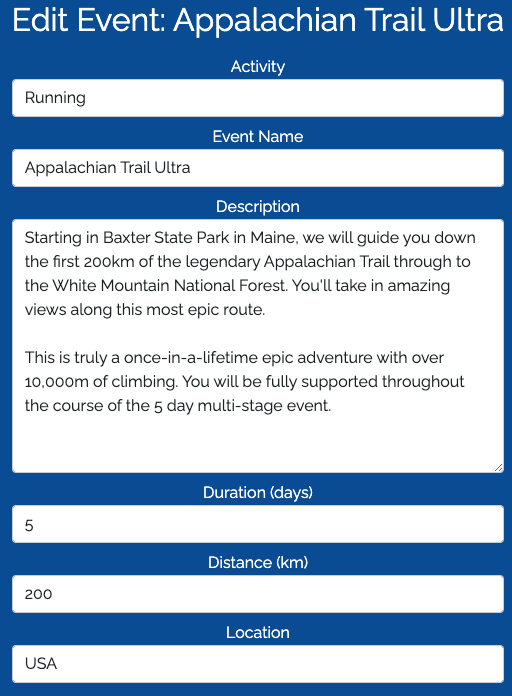 Edit Event: Appalachian Trail Ultra
Activity
Running
Event Name
Appalachian Trail Ultra
Description
Starting in Baxter State Park in Maine, we will guide you down
the first 200km of the legendary Appalachian Trail through to
the White Mountain National Forest. You'll take in amazing
views along this most epic route.
This is truly a once-in-a-lifetime epic adventure with over
10,000m of climbing. You will be fully supported throughout
the course of the 5 day multi-stage event.
Duration (days)
5
Distance (km)
200
Location
USA